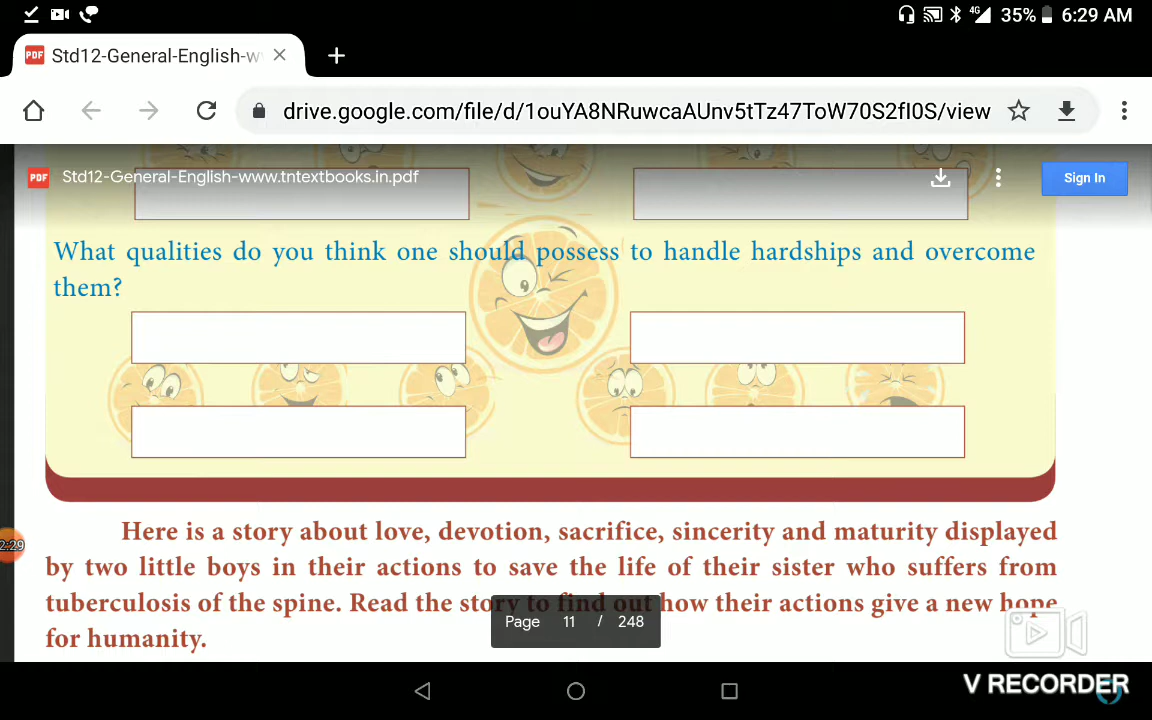 4G 35% 6:29 AM
PDF Std12-General-English-w
drive.google.com/file/d/1ouYA8NRuwcaAUnv5tTz47ToW70S2fI0S/view
PDF Std12-General-English-www.tntextbooks.in.pdf Sign In
What qualities do you think one should possess to handle hardships and overcome
them?
Here is a story about love, devotion, sacrifice, sincerity and maturity displayed
2:29
by two little boys in their actions to save the life of their sister who suffers from
tuberculosis of the spine. Read the story to find out how their actions give a new hope
Page 11 / 248
for humanity.
V RECORDER